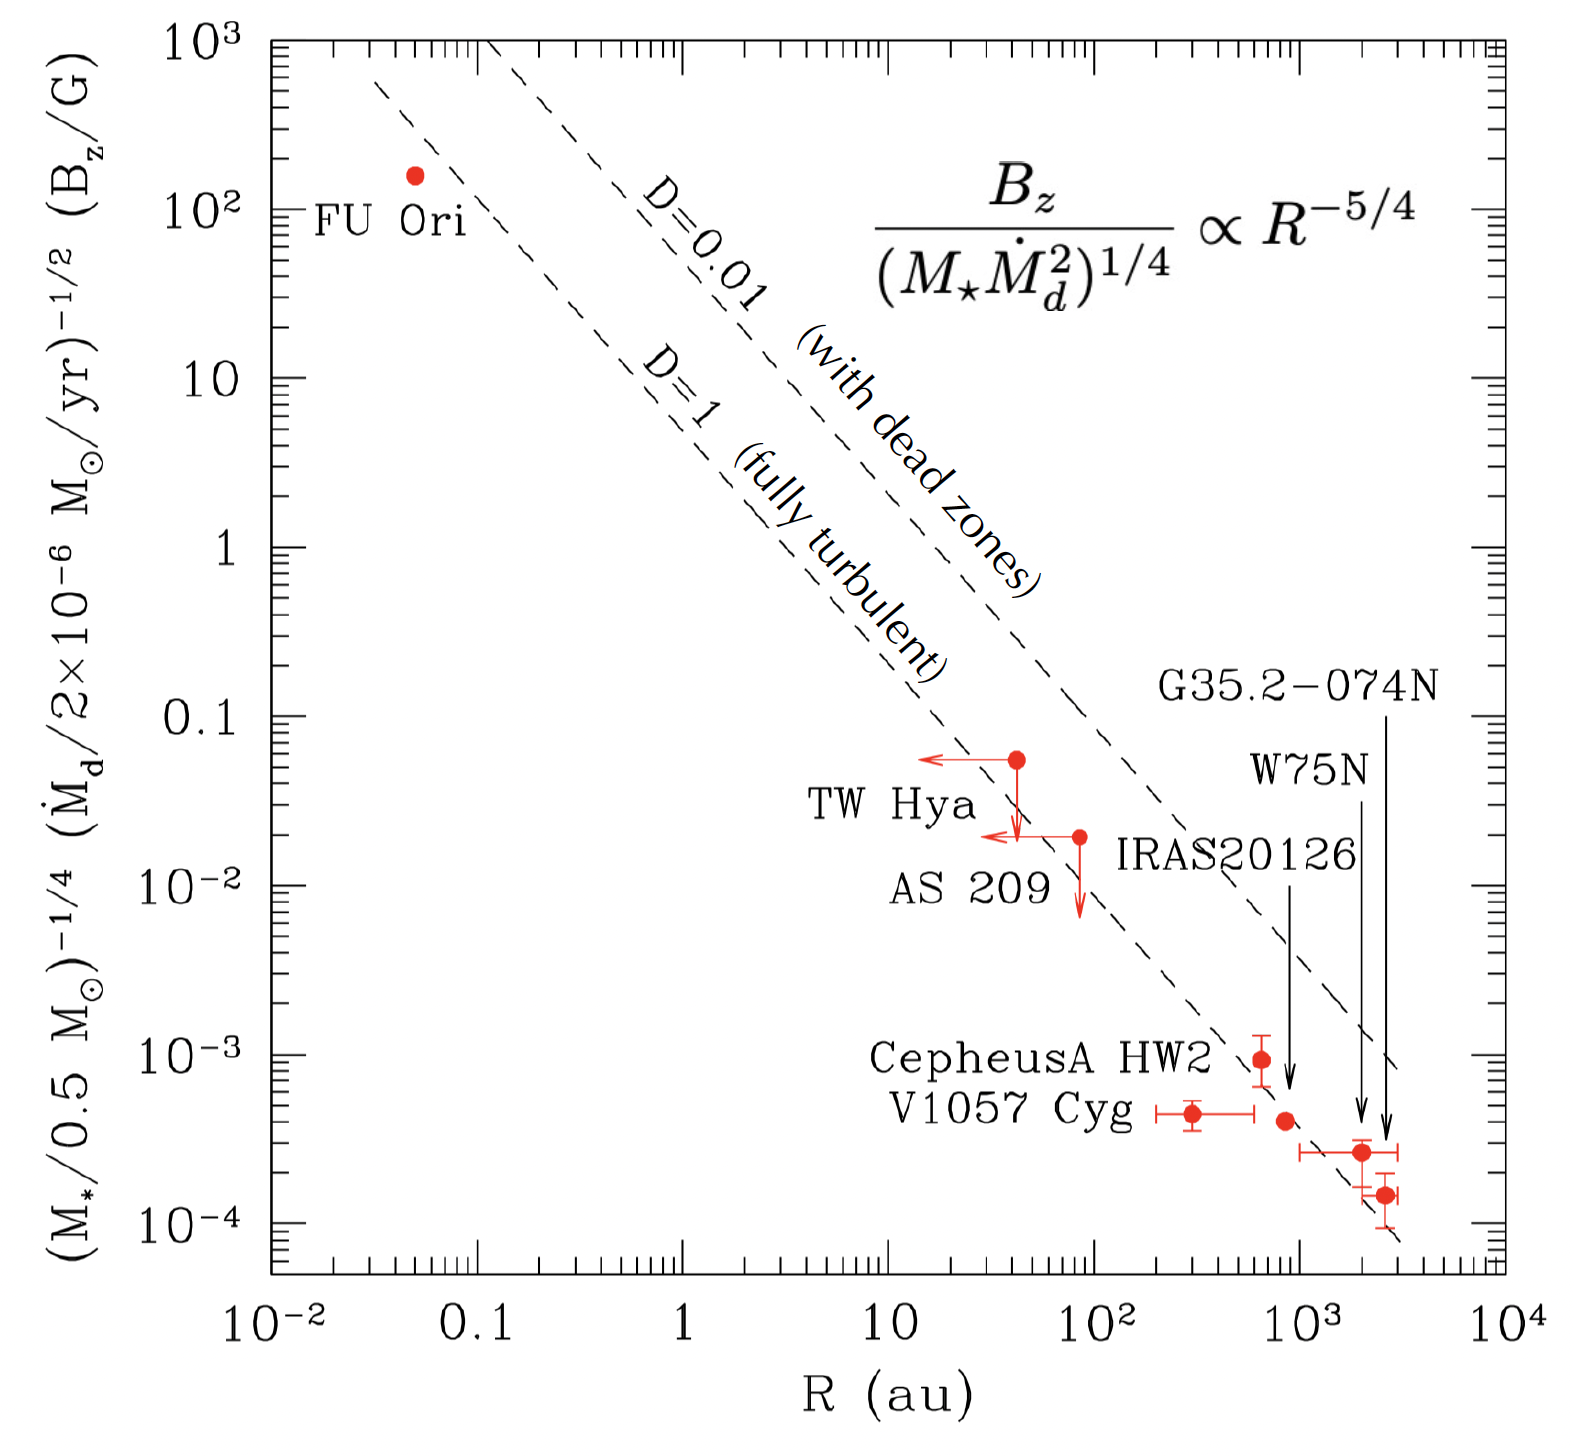 (M⁎/0.5 M⊙)⁻¹/⁴ (Ṁd/2×10⁻⁶ M⊙/yr)⁻¹/² (Bz/G)
10³
10²
10
1
0.1
10⁻²
10⁻³
10⁻⁴
FU Ori
D=0.01 (with dead zones)
D=1 (fully turbulent)
Bz
(M⋆Ṁd²)¹/⁴ ∝ R⁻⁵/⁴
G35.2−074N
W75N
TW Hya
IRAS20126
AS 209
CepheusA HW2
V1057 Cyg
10⁻² 0.1 1 10 10² 10³ 10⁴
R (au)